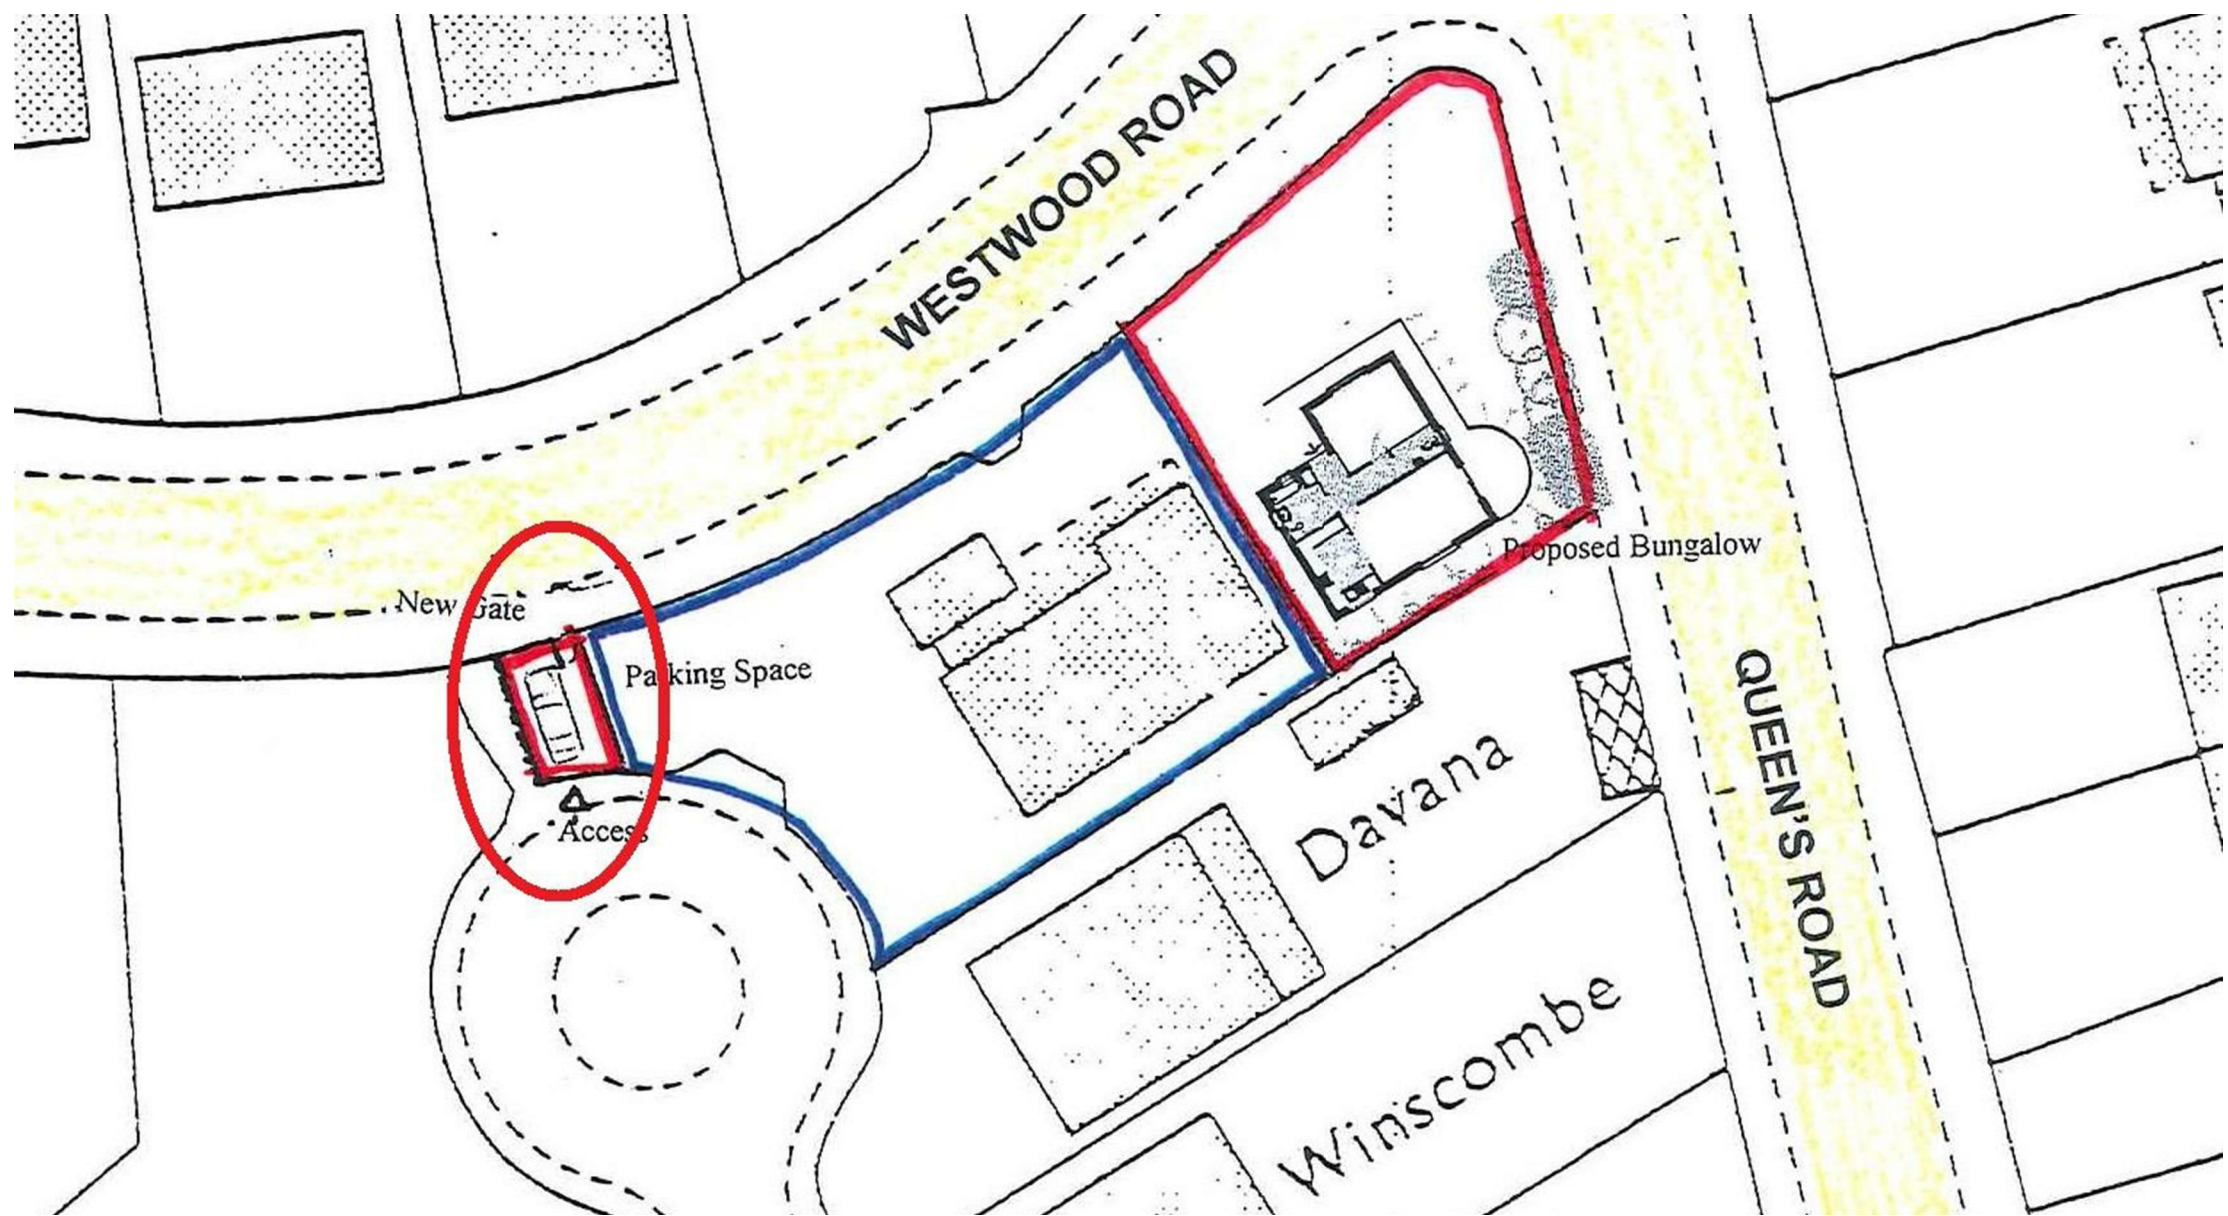 WESTWOOD ROAD
New Gate
Proposed Bungalow
Parking Space
Access
QUEEN'S ROAD
Davana
Winscombe